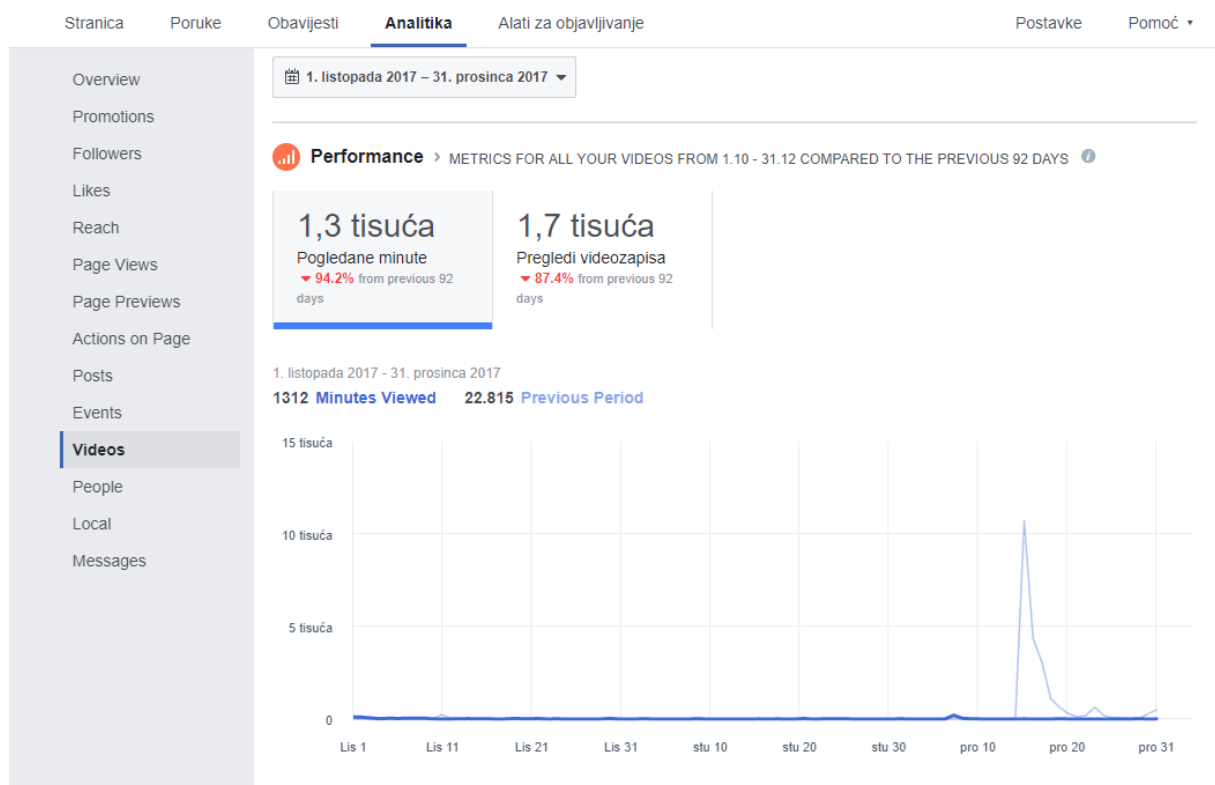 Stranica Poruke Obavijesti Analitika Alati za objavljivanje Postavke Pomoć
Overview
Promotions
Followers
Likes
Reach
Page Views
Page Previews
Actions on Page
Posts
Events
Videos
People
Local
Messages
1. listopada 2017 – 31. prosinca 2017
Performance > METRICS FOR ALL YOUR VIDEOS FROM 1.10 - 31.12 COMPARED TO THE PREVIOUS 92 DAYS
1,3 tisuća
Pogledane minute
94.2% from previous 92
days
1,7 tisuća
Pregledi videozapisa
87.4% from previous 92
days
1. listopada 2017 - 31. prosinca 2017
1312 Minutes Viewed 22.815 Previous Period
15 tisuća
10 tisuća
5 tisuća
0
Lis 1 Lis 11 Lis 21 Lis 31 stu 10 stu 20 stu 30 pro 10 pro 20 pro 31